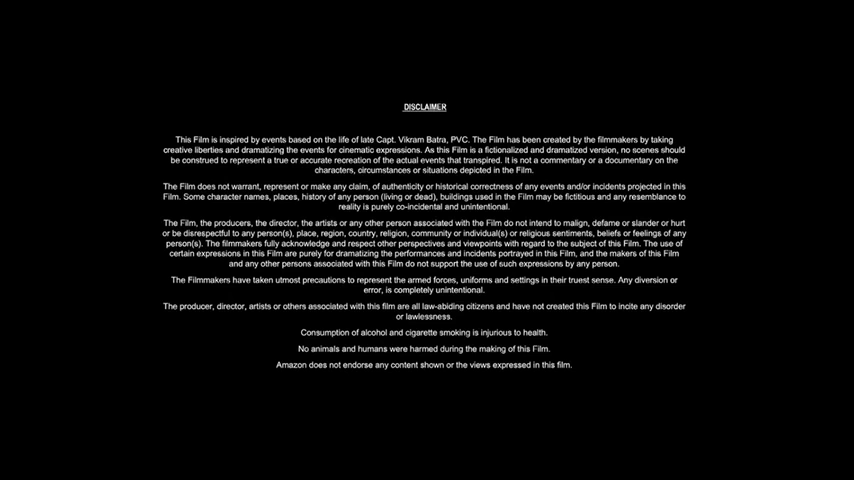 DISCLAIMER
This Film is inspired by events based on the life of late Capt. Vikram Batra, PVC. The Film has been created by the filmmakers by taking
creative liberties and dramatizing the events for cinematic expressions. As this Film is a fictionalized and dramatized version, no scenes should
be construed to represent a true or accurate recreation of the actual events that transpired. It is not a commentary or a documentary on the
characters, circumstances or situations depicted in the Film.
The Film does not warrant, represent or make any claim, of authenticity or historical correctness of any events and/or incidents projected in this
Film. Some character names, places, history of any person (living or dead), buildings used in the Film may be fictitious and any resemblance to
reality is purely co-incidental and unintentional.
The Film, the producers, the director, the artists or any other person associated with the Film do not intend to malign, defame or slander or hurt
or be disrespectful to any person(s), place, region, country, religion, community or individual(s) or religious sentiments, beliefs or feelings of any
person(s). The filmmakers fully acknowledge and respect other perspectives and viewpoints with regard to the subject of this Film. The use of
certain expressions in this Film are purely for dramatizing the performances and incidents portrayed in this Film, and the makers of this Film
and any other persons associated with this Film do not support the use of such expressions by any person.
The Filmmakers have taken utmost precautions to represent the armed forces, uniforms and settings in their truest sense. Any diversion or
error, is completely unintentional.
The producer, director, artists or others associated with this film are all law-abiding citizens and have not created this Film to incite any disorder
or lawlessness.
Consumption of alcohol and cigarette smoking is injurious to health.
No animals and humans were harmed during the making of this Film.
Amazon does not endorse any content shown or the views expressed in this film.